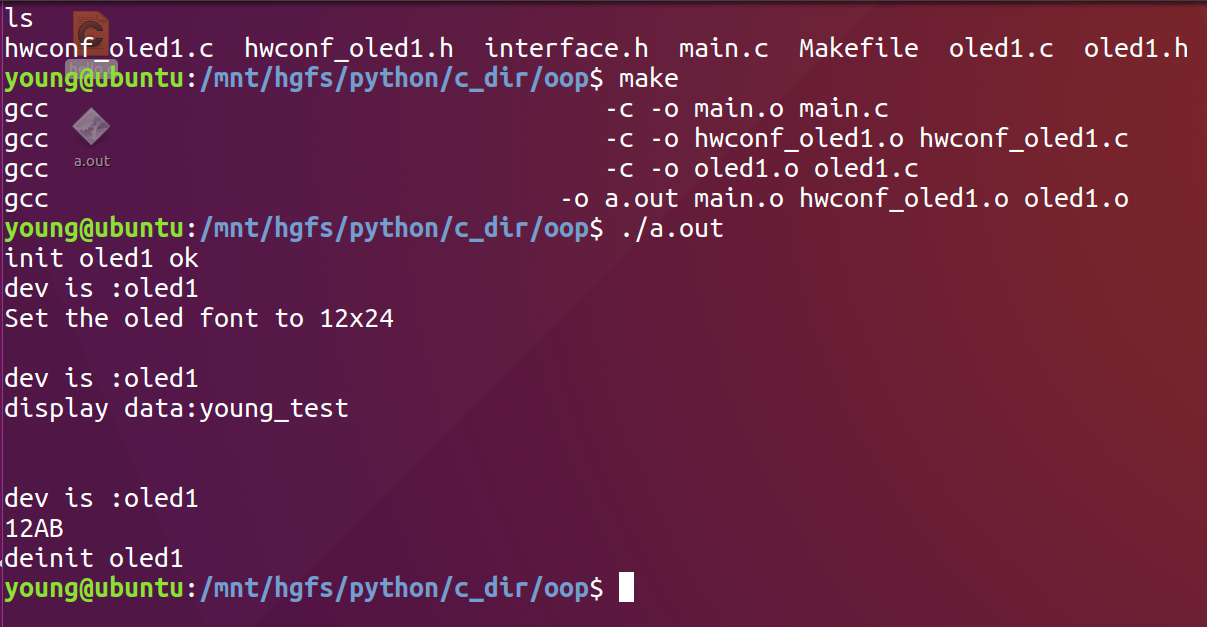 ls
hwconf_oled1.c  hwconf_oled1.h  interface.h  main.c  Makefile  oled1.c  oled1.h
young@ubuntu:/mnt/hgfs/python/c_dir/oop$ make
gcc                                     -c -o main.o main.c
gcc                                     -c -o hwconf_oled1.o hwconf_oled1.c
a.out
gcc                                     -c -o oled1.o oled1.c
gcc                                  -o a.out main.o hwconf_oled1.o oled1.o
young@ubuntu:/mnt/hgfs/python/c_dir/oop$ ./a.out
init oled1 ok
dev is :oled1
Set the oled font to 12x24
dev is :oled1
display data:young_test
dev is :oled1
12AB
deinit oled1
young@ubuntu:/mnt/hgfs/python/c_dir/oop$